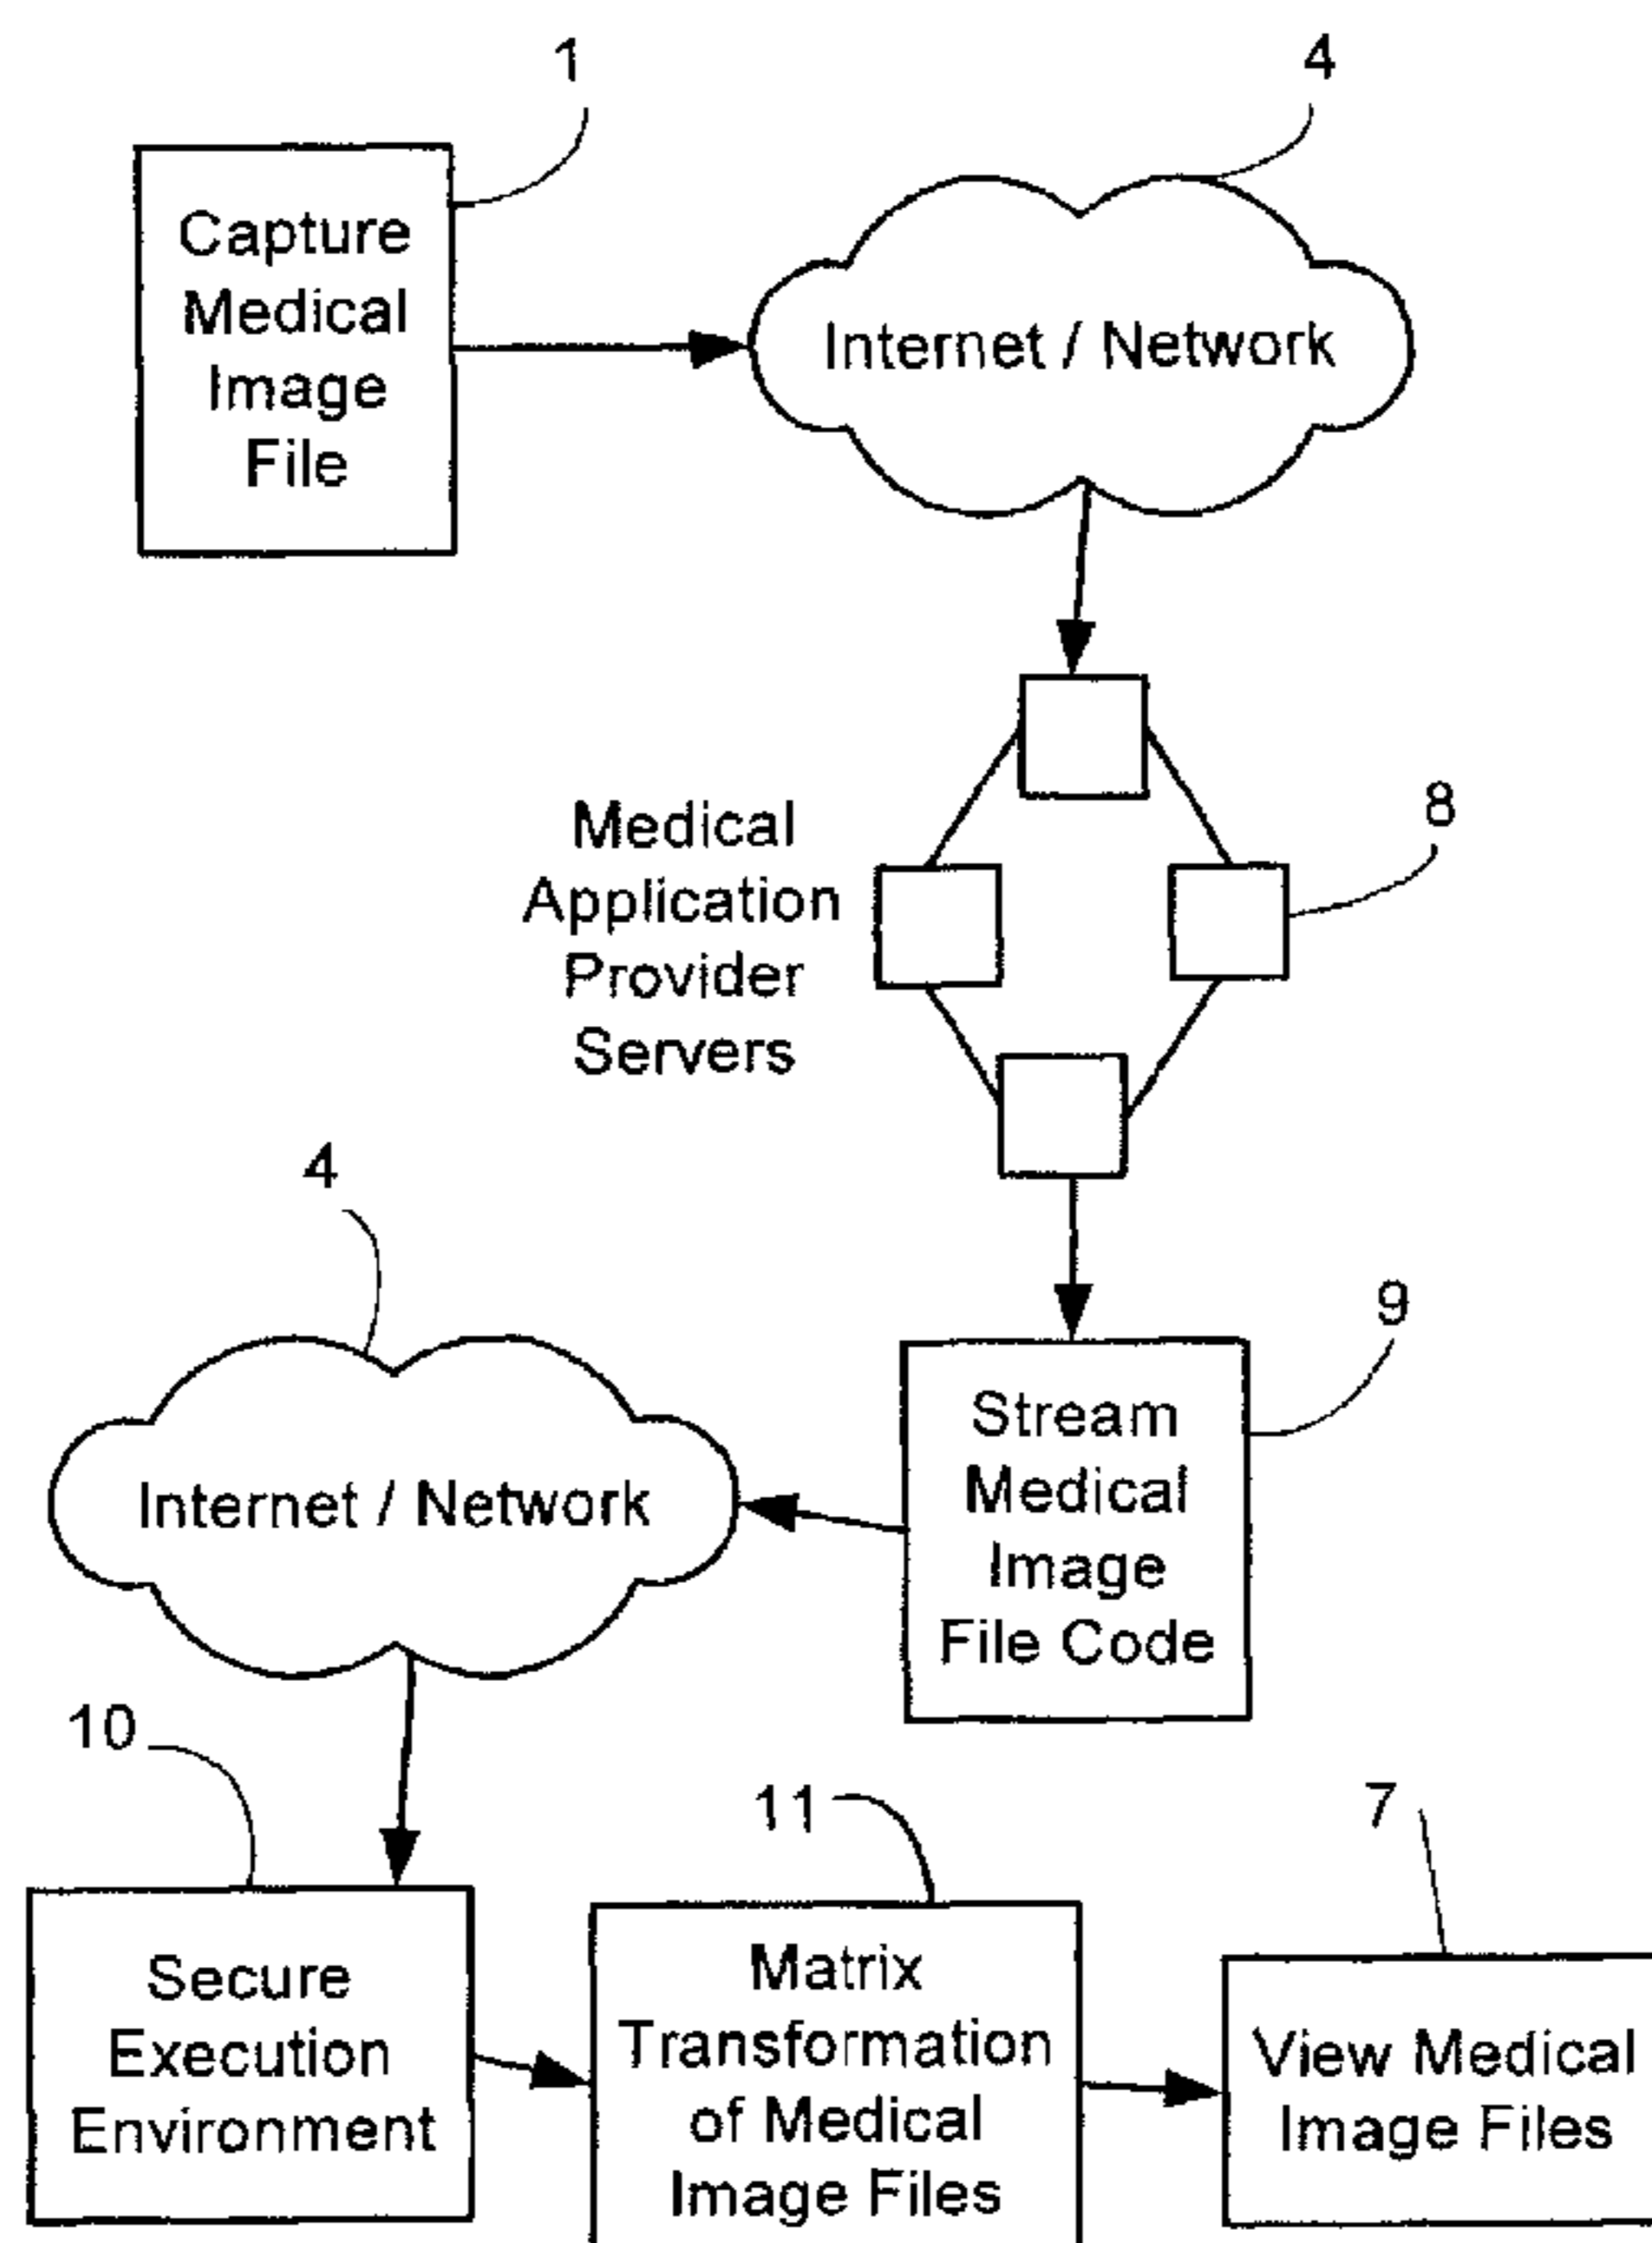 1
Capture
Medical
Image
File
4
Internet / Network
Medical
Application
Provider
Servers
8
4
Internet / Network
9
Stream
Medical
Image
File Code
10
Secure
Execution
Environment
11
Matrix
Transformation
of Medical
Image Files
7
View Medical
Image Files